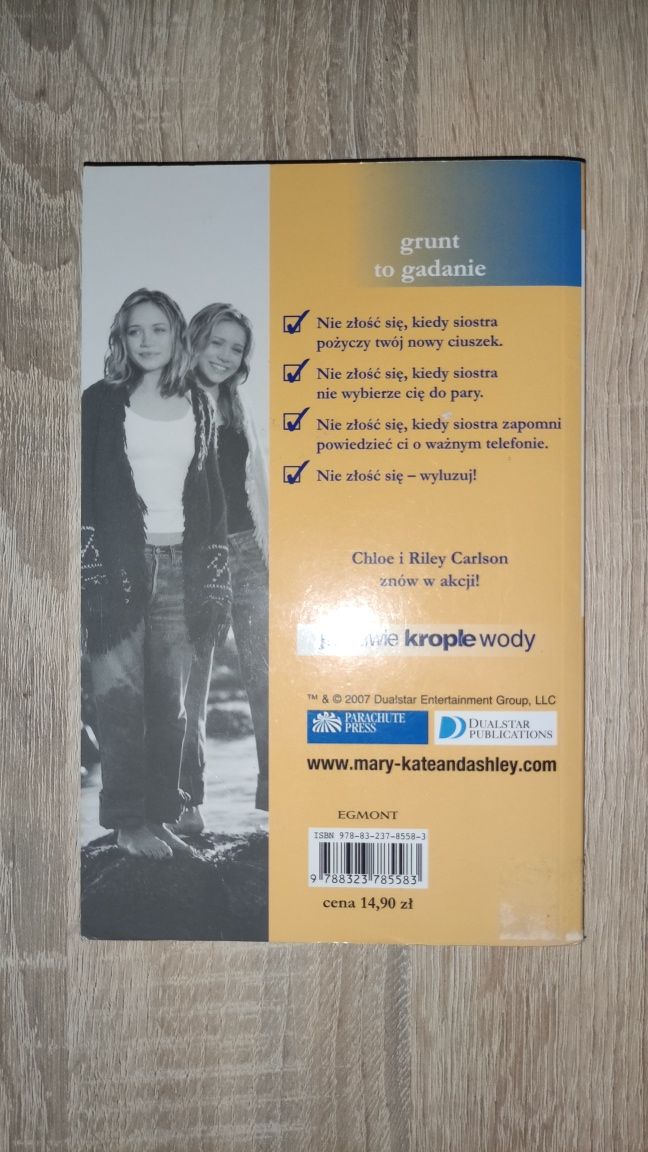 grunt
to gadanie
Nie złość się, kiedy siostra
pożyczy twój nowy ciuszek.
Nie złość się, kiedy siostra
nie wybierze cię do pary.
Nie złość się, kiedy siostra zapomni
powiedzieć ci o ważnym telefonie.
Nie złość się – wyluzuj!
Chloe i Riley Carlson
znów w akcji!
krople wody
™ & © 2007 Dualstar Entertainment Group, LLC
PARACHUTE
PRESS
DUALSTAR
PUBLICATIONS
www.mary-kateandashley.com
EGMONT
ISBN 978-83-237-8558-3
9 788323 785583
cena 14,90 zł